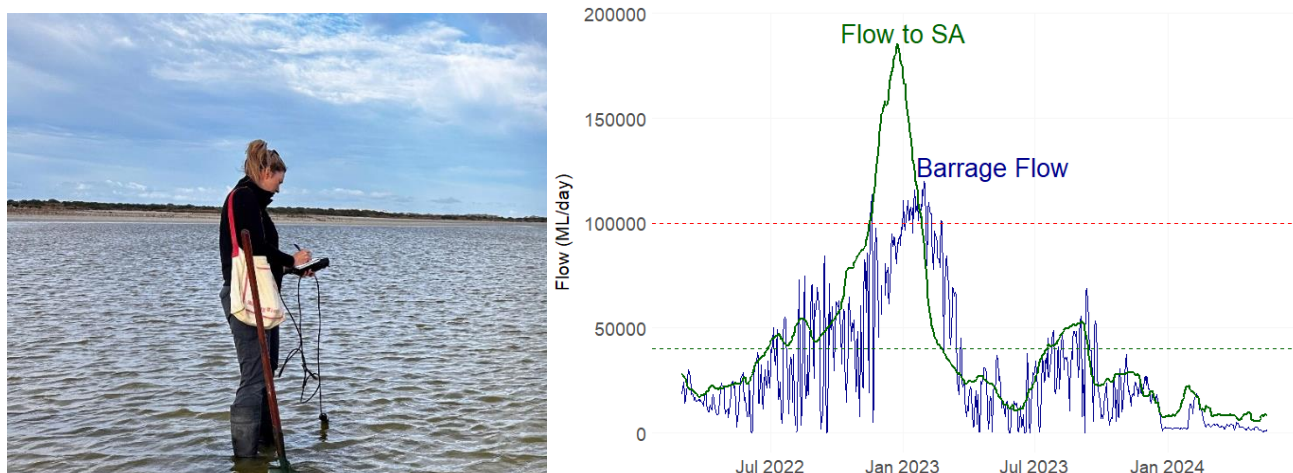 200000
Flow to SA
150000
Barrage Flow
Flow (ML/day)
100000
50000
0
Jul 2022
Jan 2023
Jul 2023
Jan 2024